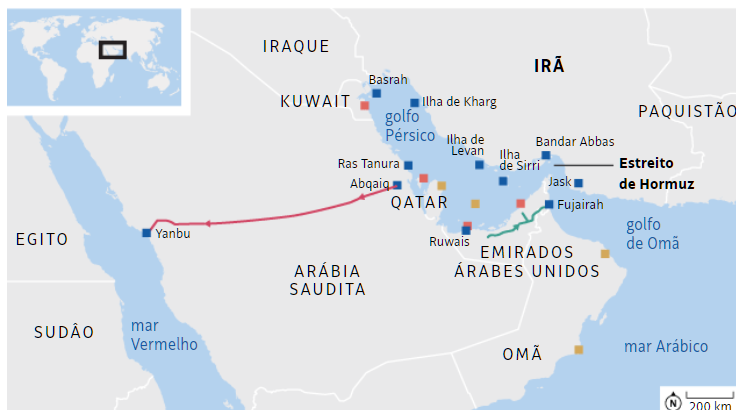 IRAQUE
IRÃ
Basrah
KUWAIT
Ilha de Kharg
PAQUISTÃO
golfo
Pérsico
Ilha de
Levan
Ilha
de Sirri
Bandar Abbas
Ras Tanura
Estreito
de Hormuz
Abqaiq
Jask
QATAR
Fujairah
Yanbu
EGITO
Ruwais
golfo
de Omã
EMIRADOS
ÁRABES UNIDOS
ARÁBIA
SAUDITA
SUDÂO
mar
Vermelho
OMÃ
mar Arábico
N
200 km